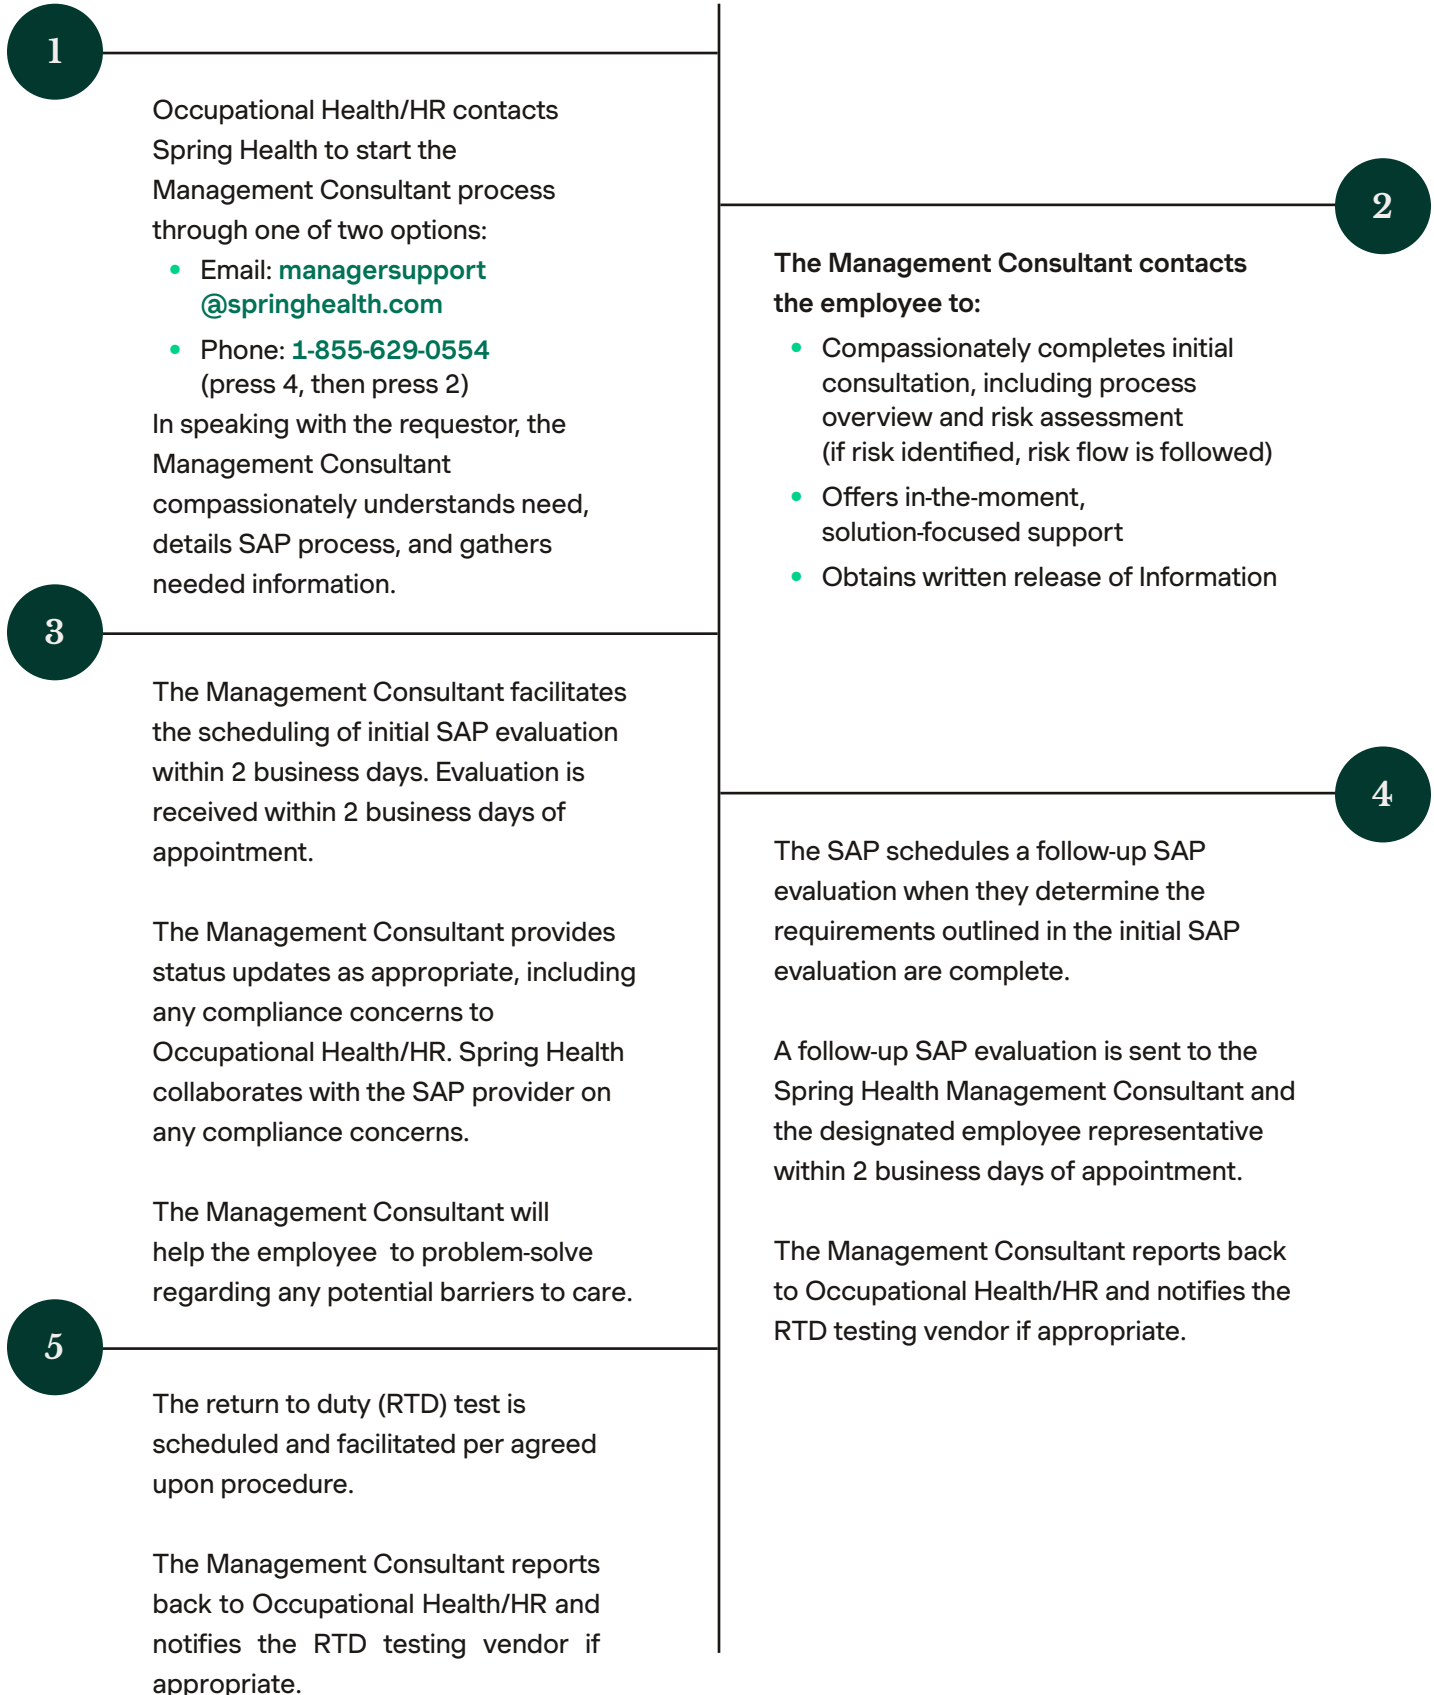 1
Occupational Health/HR contacts
Spring Health to start the
Management Consultant process
through one of two options:
• Email: managersupport
@springhealth.com
• Phone: 1-855-629-0554
(press 4, then press 2)
In speaking with the requestor, the
Management Consultant
compassionately understands need,
details SAP process, and gathers
needed information.
2
The Management Consultant contacts
the employee to:
• Compassionately completes initial
consultation, including process
overview and risk assessment
(if risk identified, risk flow is followed)
• Offers in-the-moment,
solution-focused support
• Obtains written release of Information
3
The Management Consultant facilitates
the scheduling of initial SAP evaluation
within 2 business days. Evaluation is
received within 2 business days of
appointment.
The Management Consultant provides
status updates as appropriate, including
any compliance concerns to
Occupational Health/HR. Spring Health
collaborates with the SAP provider on
any compliance concerns.
The Management Consultant will
help the employee  to problem-solve
regarding any potential barriers to care.
4
The SAP schedules a follow-up SAP
evaluation when they determine the
requirements outlined in the initial SAP
evaluation are complete.
A follow-up SAP evaluation is sent to the
Spring Health Management Consultant and
the designated employee representative
within 2 business days of appointment.
The Management Consultant reports back
to Occupational Health/HR and notifies the
RTD testing vendor if appropriate.
5
The return to duty (RTD) test is
scheduled and facilitated per agreed
upon procedure.
The Management Consultant reports
back to Occupational Health/HR and
notifies the RTD testing vendor if
appropriate.